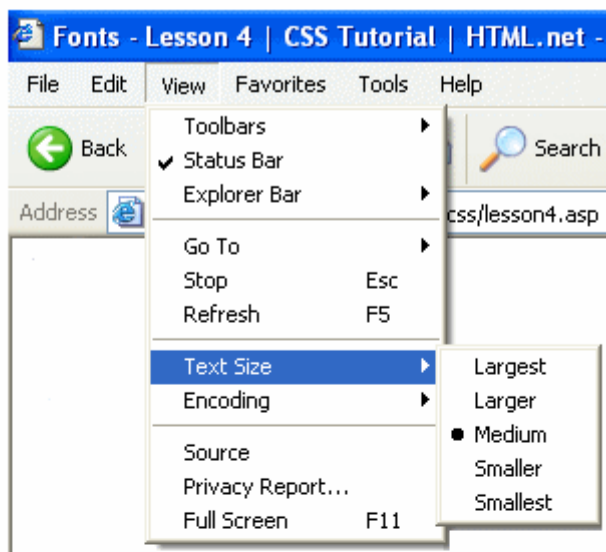 Fonts - Lesson 4 | CSS Tutorial | HTML.net -
File Edit View Favorites Tools Help
Back Search
Address css/lesson4.asp
Toolbars
Status Bar
Explorer Bar
Go To
Stop Esc
Refresh F5
Text Size
Encoding
Source
Privacy Report...
Full Screen F11
Largest
Larger
Medium
Smaller
Smallest